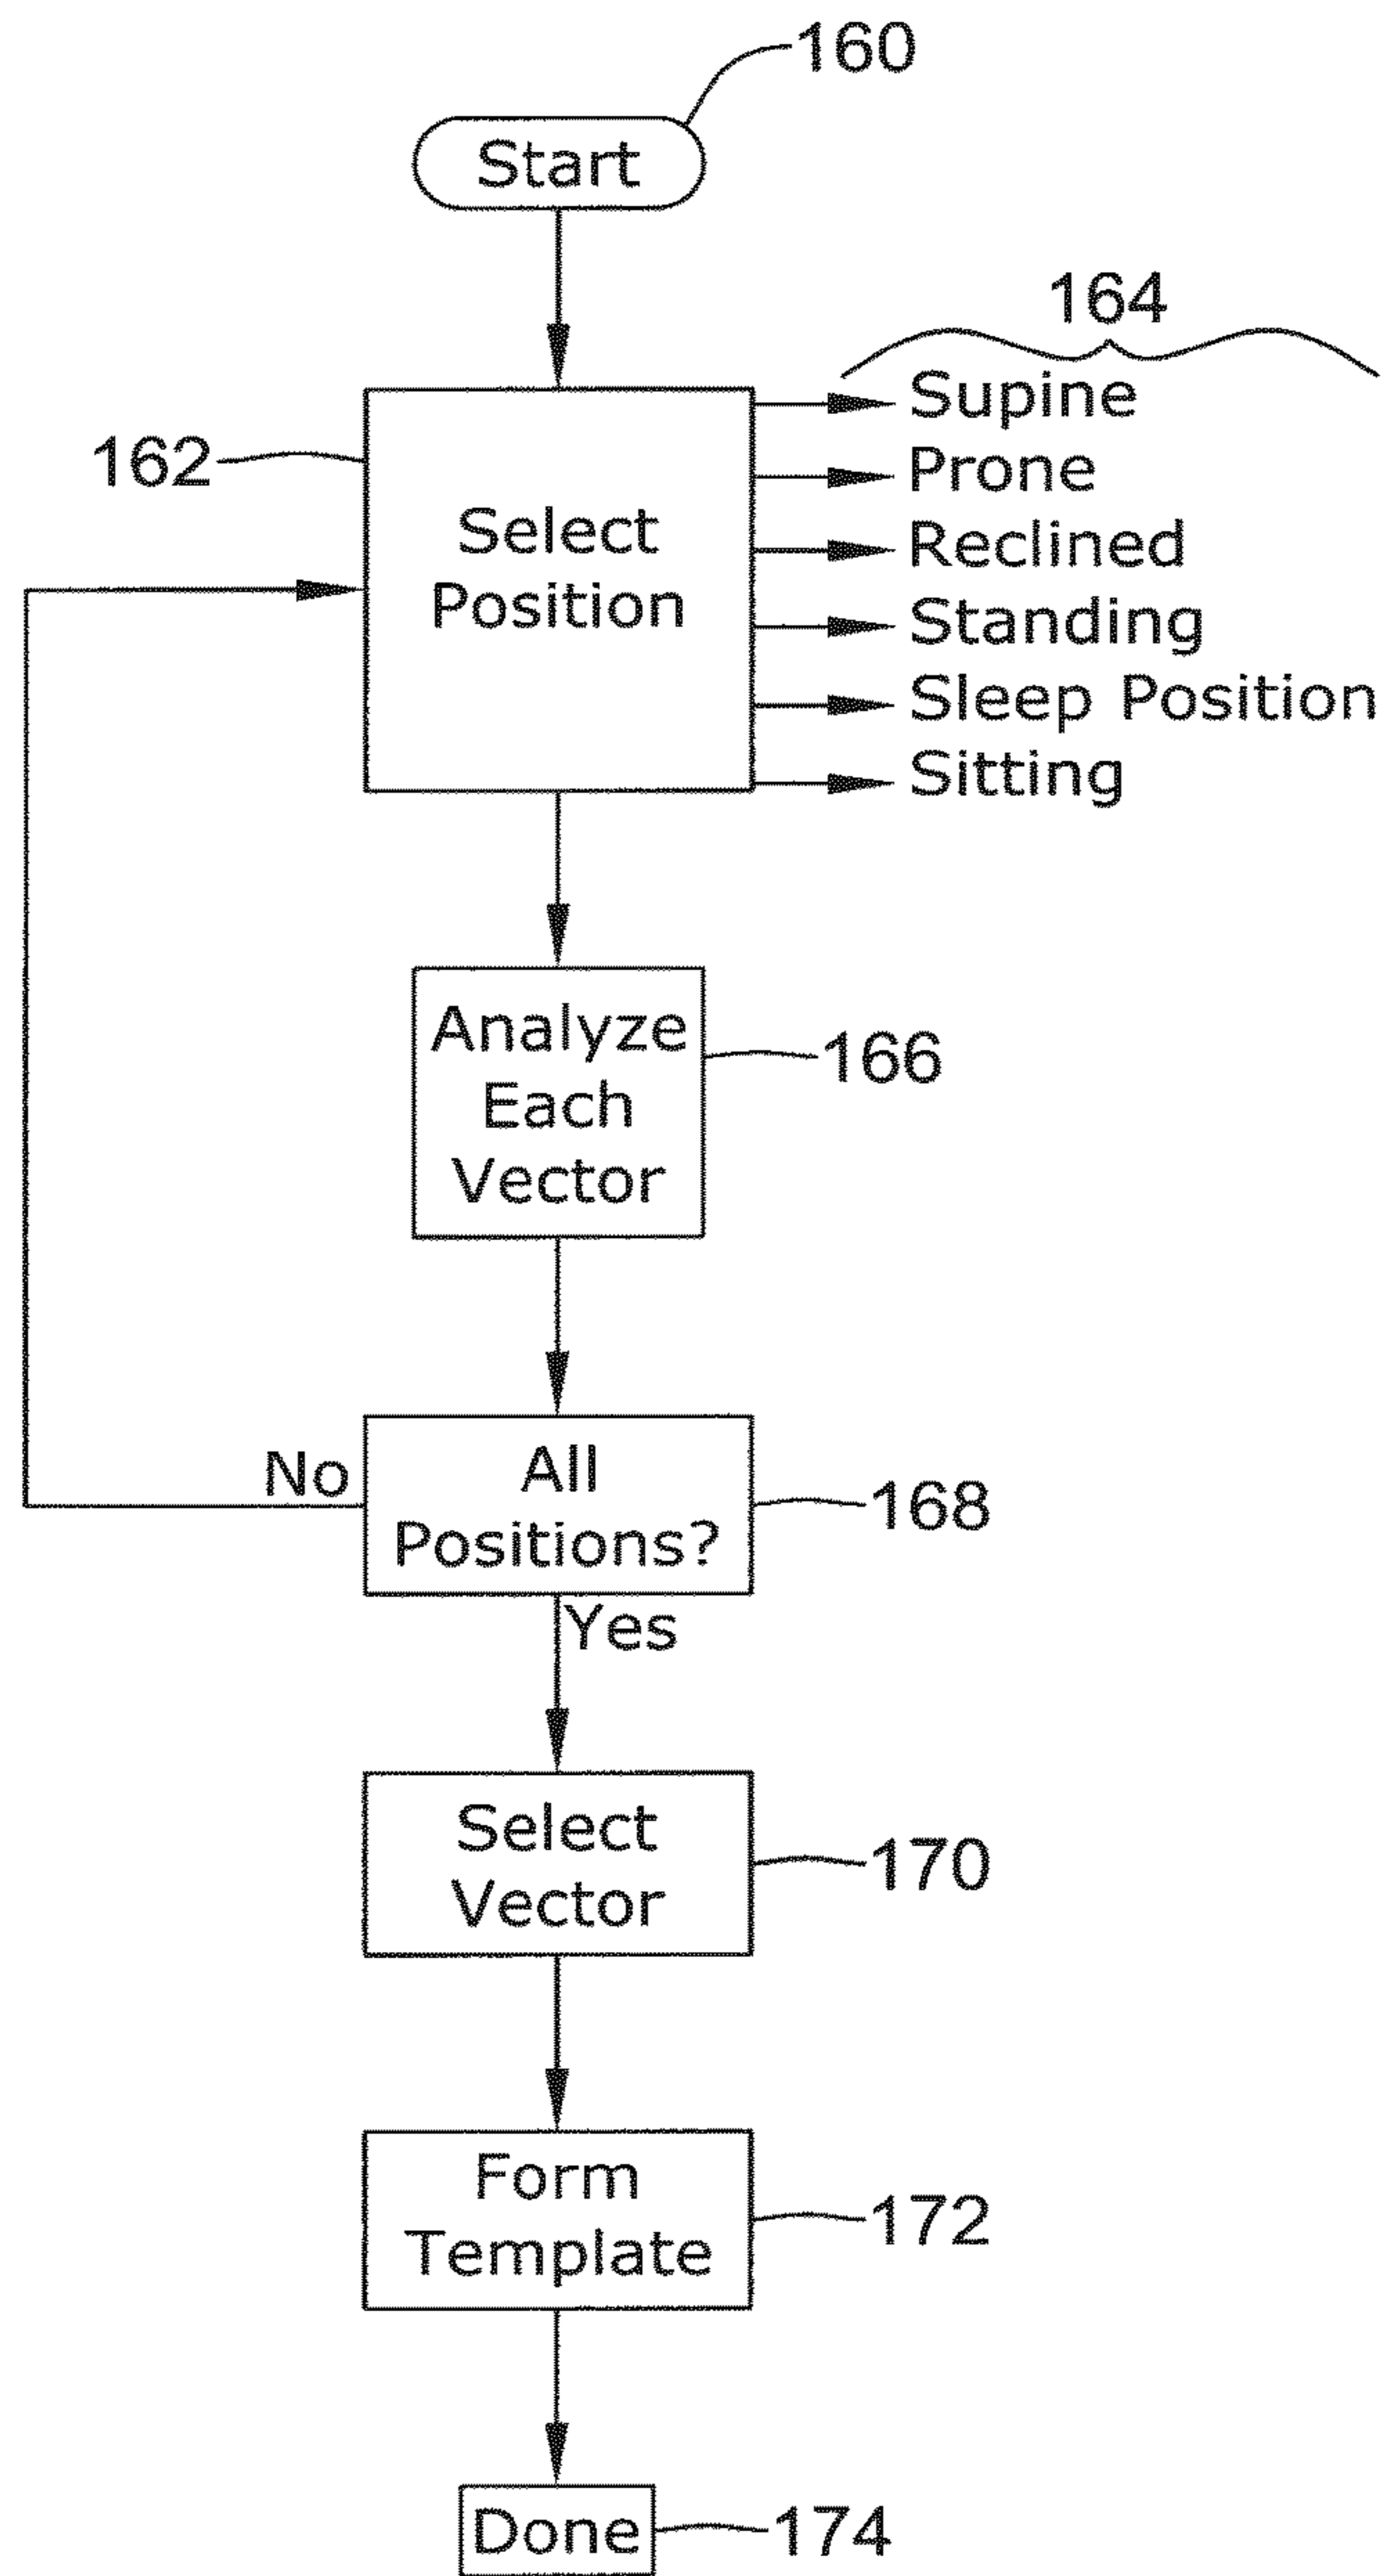 160
Start
164
162
Select
Position
Supine
Prone
Reclined
Standing
Sleep Position
Sitting
Analyze
Each
Vector
166
No
All
Positions?
168
Yes
Select
Vector
170
Form
Template
172
Done
174